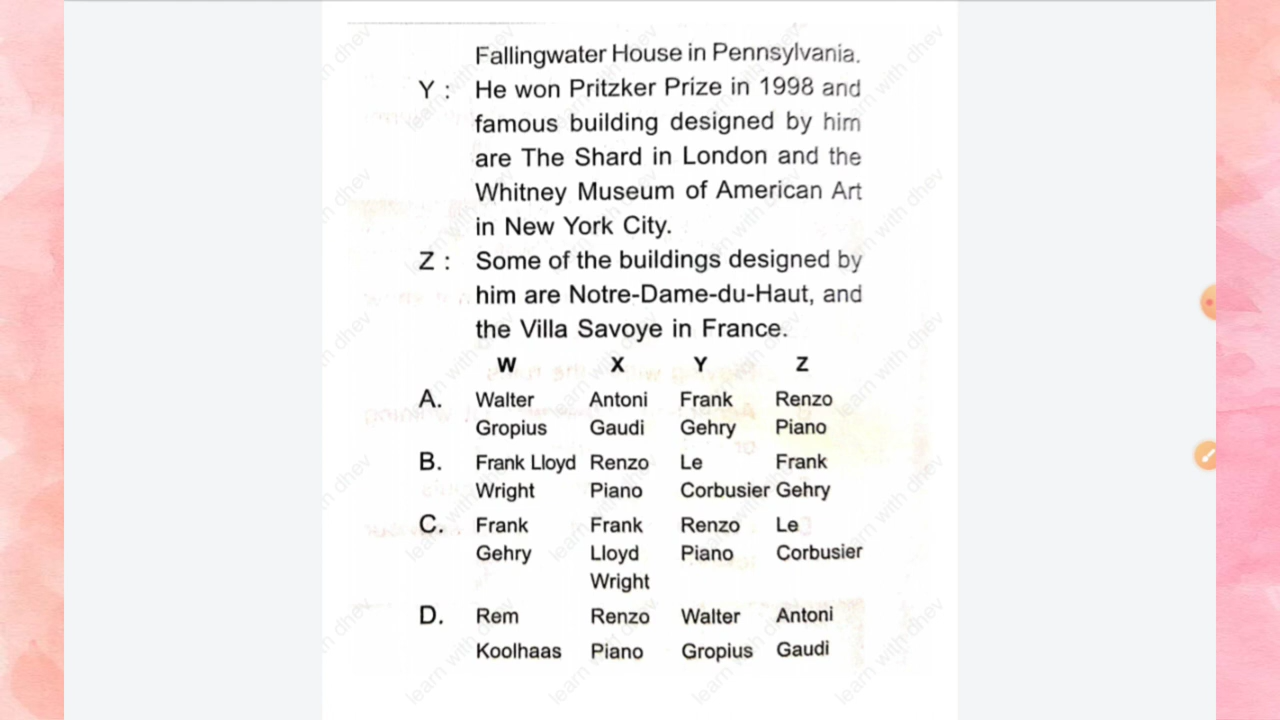 Fallingwater House in Pennsylvania.
Y : He won Pritzker Prize in 1998 and
famous building designed by him
are The Shard in London and the
Whitney Museum of American Art
in New York City.
Z : Some of the buildings designed by
him are Notre-Dame-du-Haut, and
the Villa Savoye in France.
W X Y Z
A. Walter Antoni Frank Renzo
Gropius Gaudi Gehry Piano
B. Frank Lloyd Renzo Le Frank
Wright Piano Corbusier Gehry
C. Frank Frank Renzo Le
Gehry Lloyd Piano Corbusier
Wright
D. Rem Renzo Walter Antoni
Koolhaas Piano Gropius Gaudi
learn with dhev